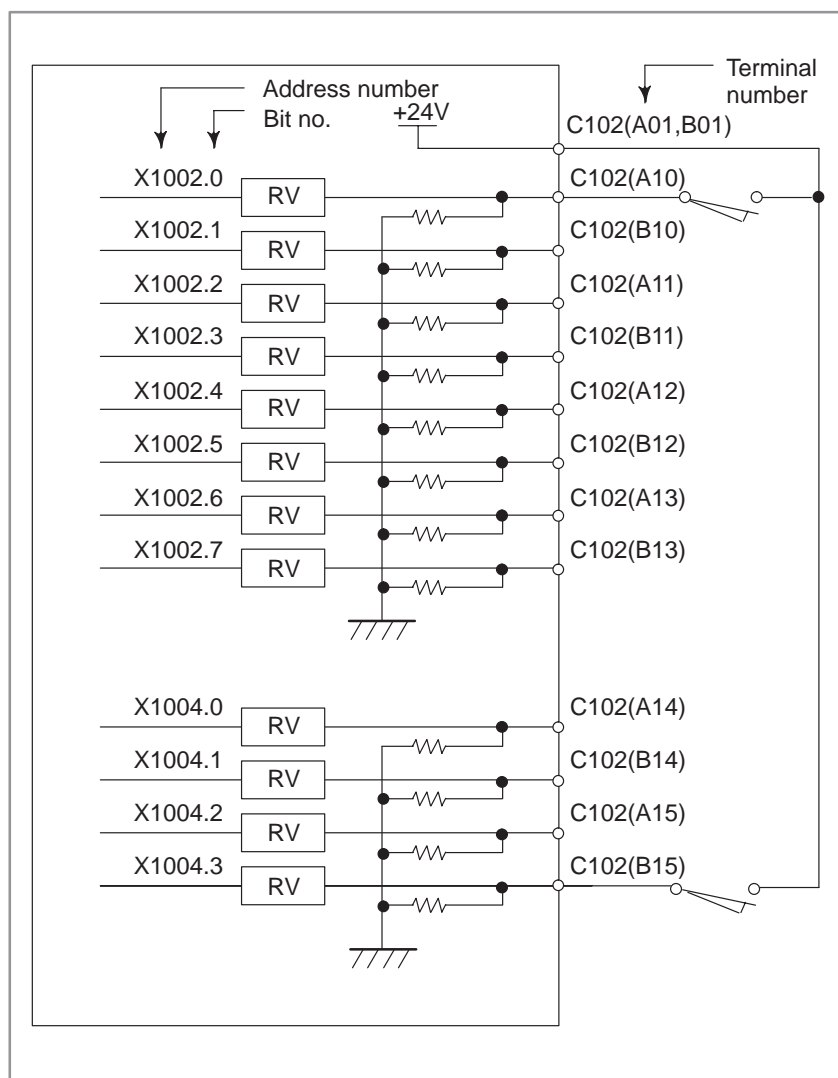 Address number
Bit no.
+24V
Terminal
number
C102(A01,B01)
X1002.0
RV
C102(A10)
X1002.1
RV
C102(B10)
X1002.2
RV
C102(A11)
X1002.3
RV
C102(B11)
X1002.4
RV
C102(A12)
X1002.5
RV
C102(B12)
X1002.6
RV
C102(A13)
X1002.7
RV
C102(B13)
X1004.0
RV
C102(A14)
X1004.1
RV
C102(B14)
X1004.2
RV
C102(A15)
X1004.3
RV
C102(B15)